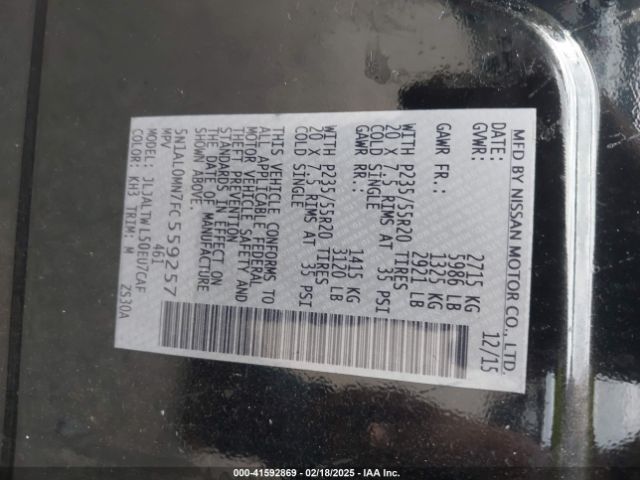 MFD BY NISSAN MOTOR CO., LTD.
DATE: 12/15
GVWR: 2715 KG
5986 LB
GAWR FR.: 1325 KG
2921 LB
WITH P235/55R20 TIRES
20 X 7.5 RIMS AT 35 PSI
COLD SINGLE
GAWR RR.: 1415 KG
3120 LB
WITH P235/55R20 TIRES
20 X 7.5 RIMS AT 35 PSI
COLD SINGLE
THIS VEHICLE CONFORMS TO
ALL APPLICABLE FEDERAL
MOTOR VEHICLE SAFETY AND
THEFT PREVENTION
STANDARDS IN EFFECT ON
THE DATE OF MANUFACTURE
SHOWN ABOVE.
5N1AL0MN7FC559257
MPV 461
MODEL: JLJALTWL50EU7CAF
COLOR: KH3 TRIM: M ZS30A
000-41592869 - 02/18/2025 - IAA Inc.